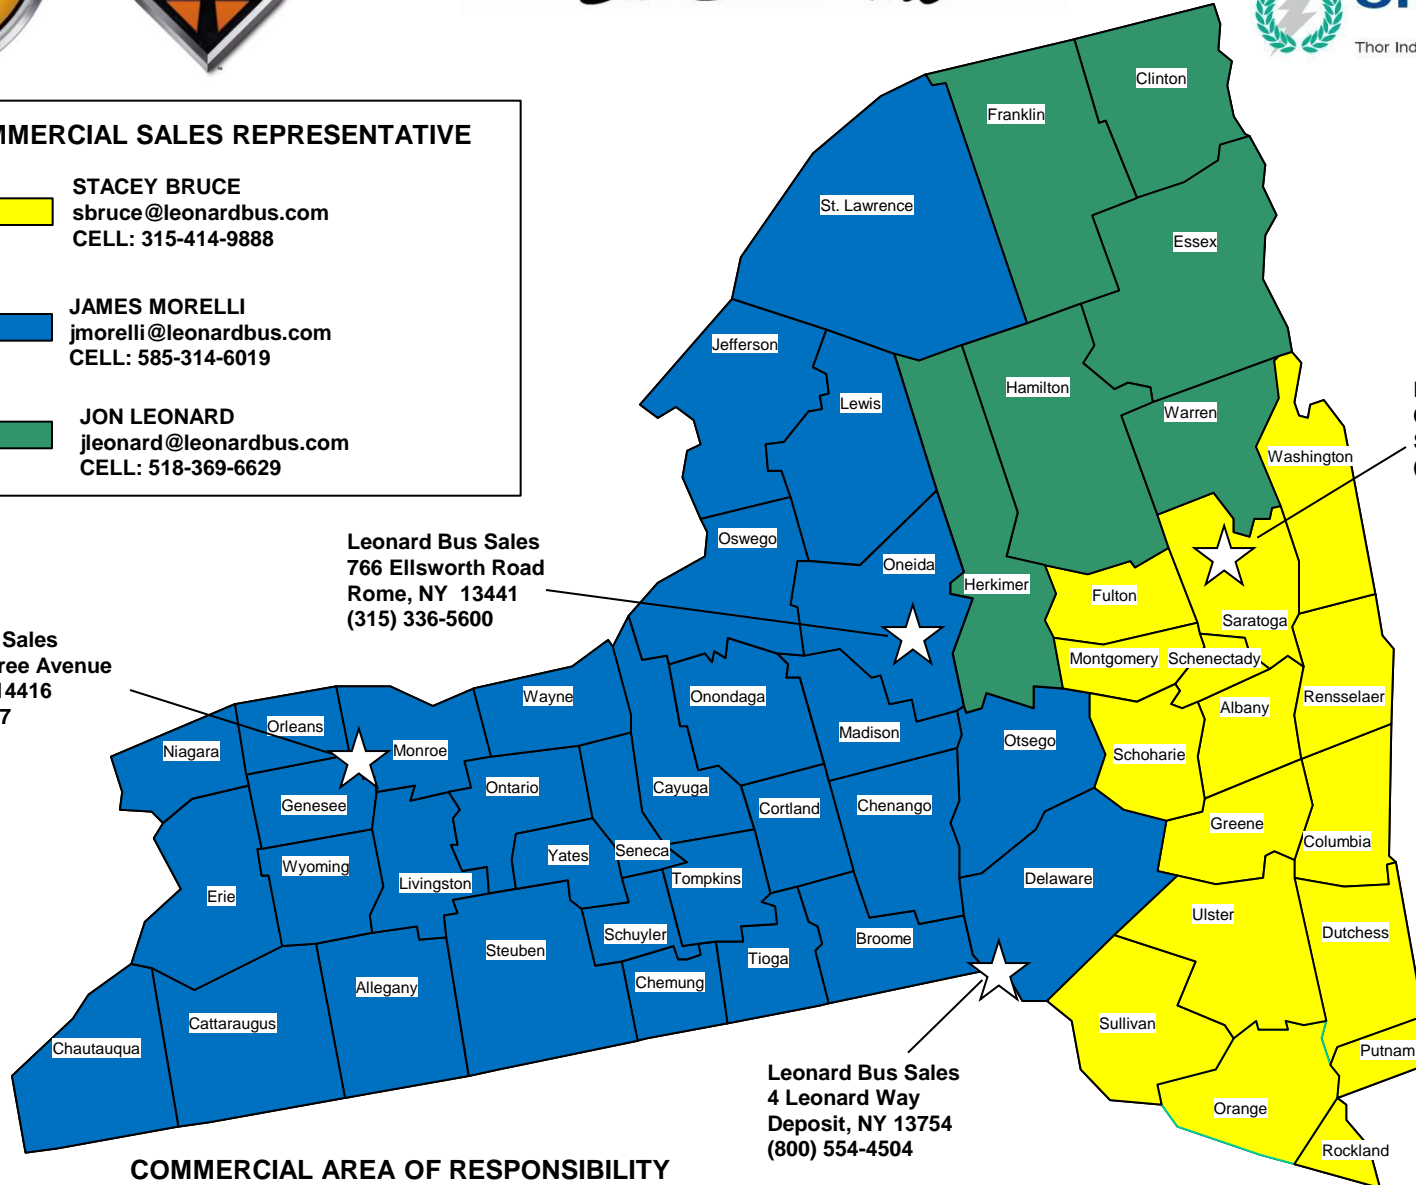 Thor Ind
MMERCIAL SALES REPRESENTATIVE
STACEY BRUCE
sbruce@leonardbus.com
CELL: 315-414-9888
JAMES MORELLI
jmorelli@leonardbus.com
CELL: 585-314-6019
JON LEONARD
jleonard@leonardbus.com
CELL: 518-369-6629
Clinton
Franklin
St. Lawrence
Essex
Jefferson
Hamilton
Lewis
Warren
Washington
Leonard Bus Sales
766 Ellsworth Road
Rome, NY  13441
(315) 336-5600
Oswego
Oneida
Herkimer
Fulton
Saratoga
Sales
ree Avenue
14416
7
Montgomery
Schenectady
Wayne
Onondaga
Rensselaer
Albany
Orleans
Niagara
Monroe
Madison
Otsego
Schoharie
Ontario
Cayuga
Genesee
Cortland
Chenango
Greene
Columbia
Wyoming
Yates
Seneca
Livingston
Tompkins
Delaware
Erie
Ulster
Dutchess
Schuyler
Steuben
Broome
Tioga
Allegany
Chemung
Cattaraugus
Sullivan
Chautauqua
Putnam
Leonard Bus Sales
4 Leonard Way
Deposit, NY 13754
(800) 554-4504
Orange
Rockland
COMMERCIAL AREA OF RESPONSIBILITY